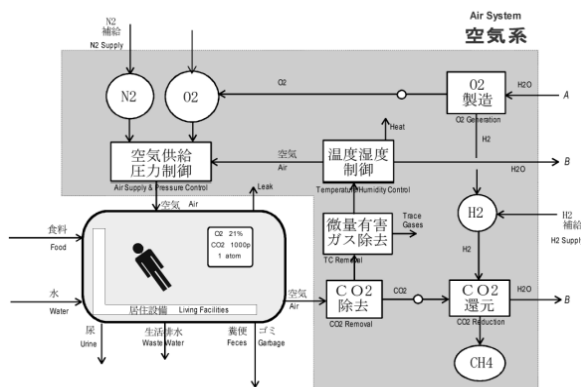 Air System
空気系
N2
補給
N2 Supply
N2
O2
O2
O2
製造
O2 Generation
H2O
A
H2
空気供給
圧力制御
Air Supply & Pressure Control
空気
Air
Heat
温度湿度
制御
Temperature/Humidity Control
H2O
B
Leak
空気 Air
微量有害
ガス除去
TC Removal
Trace
Gases
H2
H2
補給
H2 Supply
H2
食料
Food
O2 21%
CO2 1000p
1 atom
水
Water
居住設備 Living Facilities
空気
Air
CO2
除去
CO2 Removal
CO2
CO2
還元
CO2 Reduction
H2O
B
CH4
尿
Urine
生活排水
Waste Water
糞便
Feces
ゴミ
Garbage